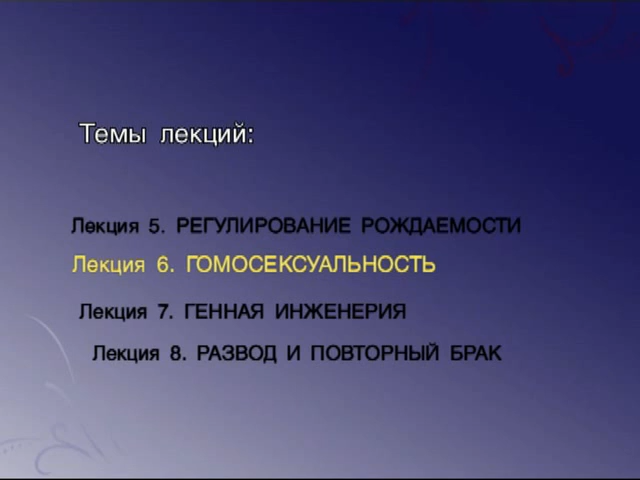 Темы лекций:
Лекция 5. РЕГУЛИРОВАНИЕ РОЖДАЕМОСТИ
Лекция 6. ГОМОСЕКСУАЛЬНОСТЬ
Лекция 7. ГЕННАЯ ИНЖЕНЕРИЯ
Лекция 8. РАЗВОД И ПОВТОРНЫЙ БРАК